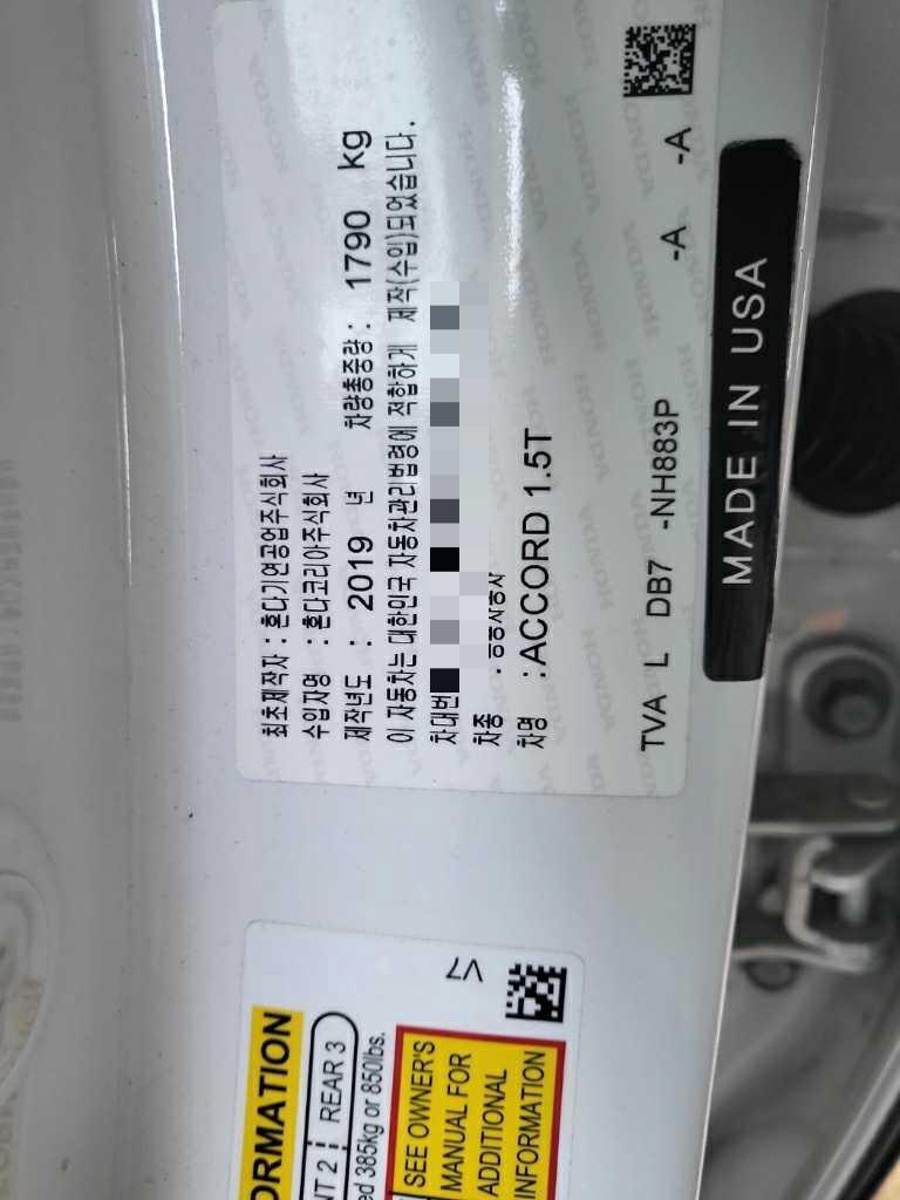 최초제작자 : 혼다기연공업주식회사
수입자명 : 혼다코리아주식회사
제작년도 : 2019 년 차량총중량 : 1790 kg
이 자동차는 대한민국 자동차관리법령에 적합하게 제작(수입)되었습니다.
차대번
차종 :
차명 : ACCORD 1.5T
TVA L DB7 -NH883P -A -A
MADE IN USA
V7
ORMATION
NT 2 REAR 3
ed 385kg or 850lbs.
SEE OWNER'S
MANUAL FOR
ADDITIONAL
INFORMATION